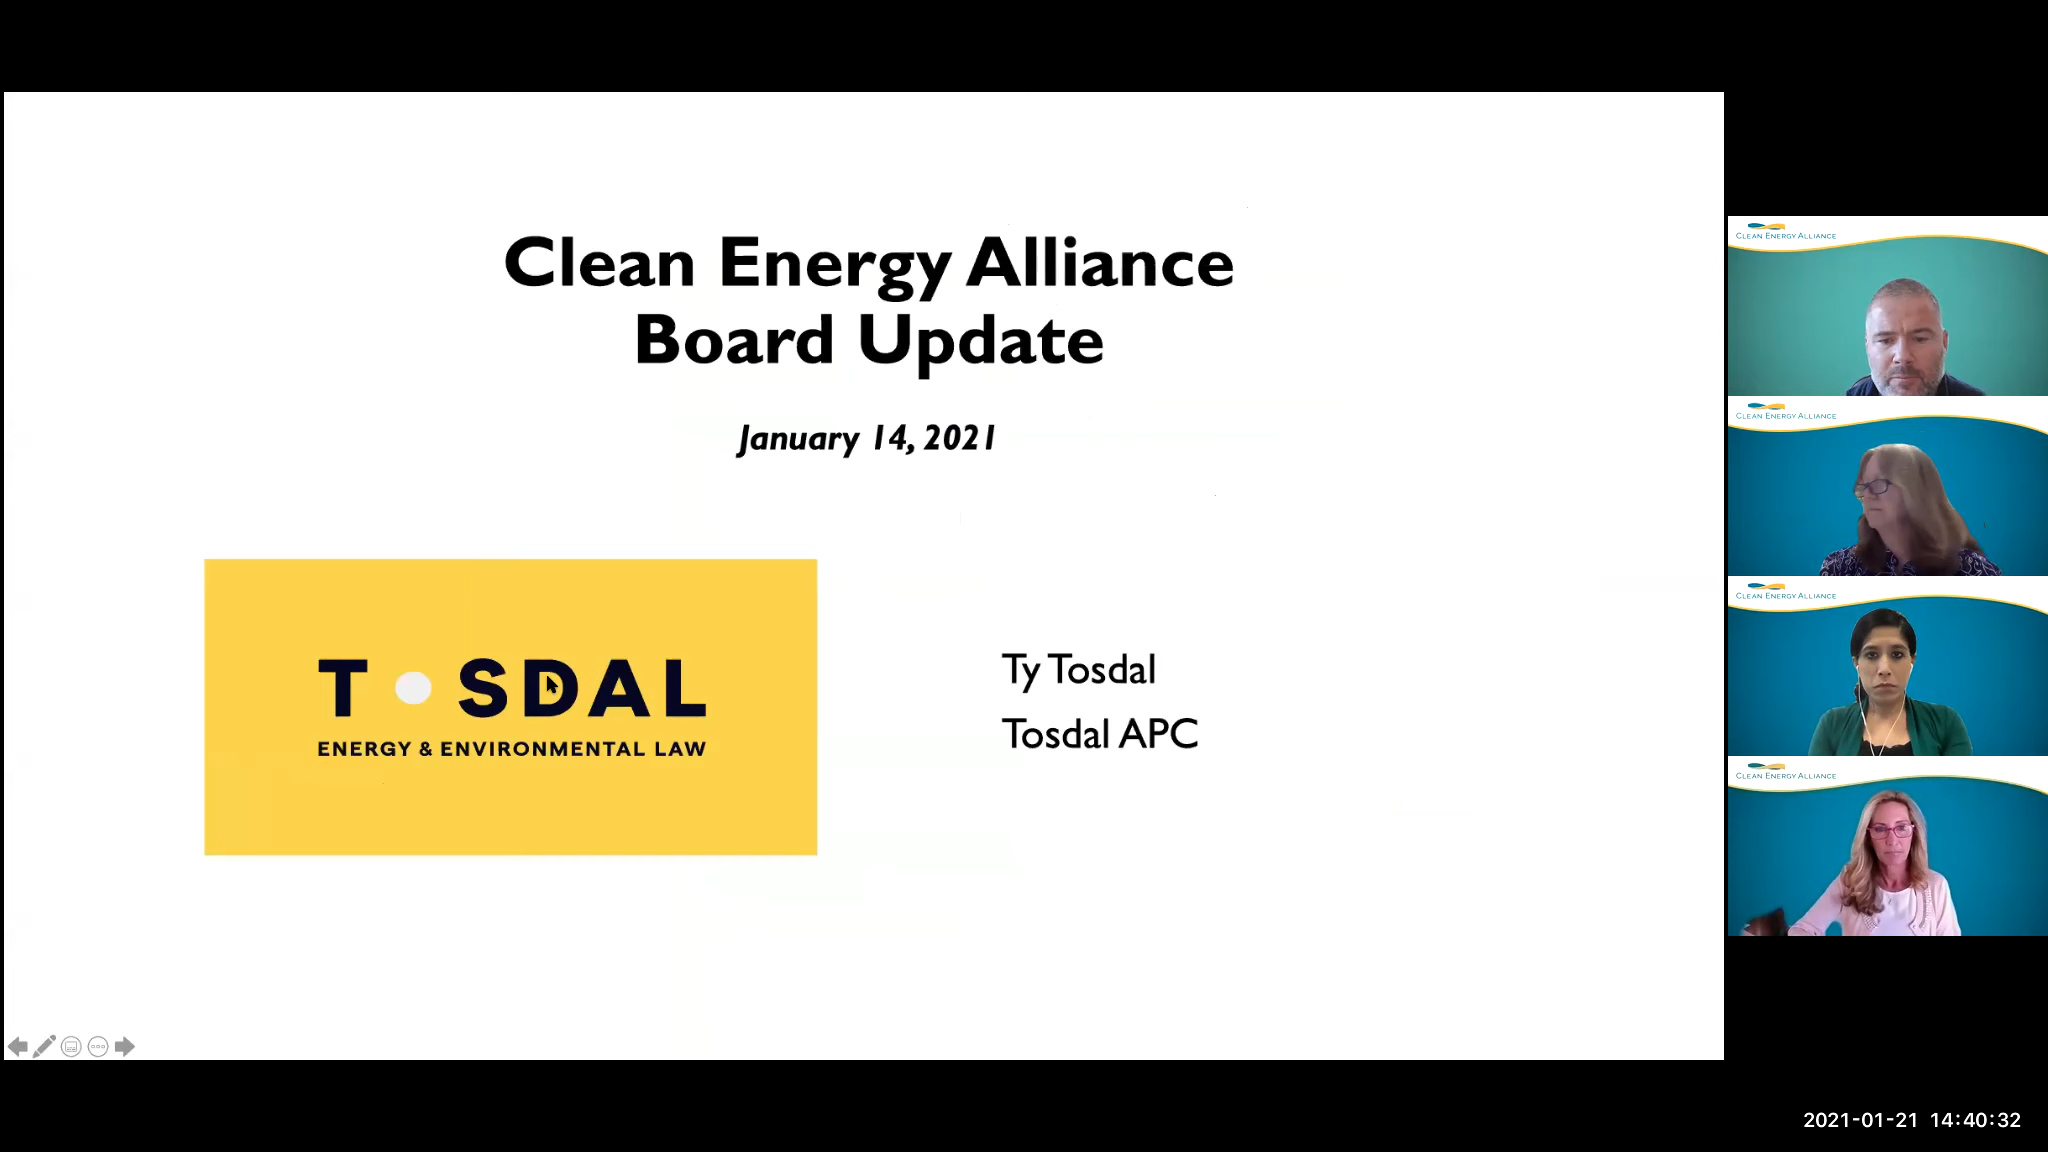 Clean Energy Alliance
Board Update
January 14, 2021
T SDAL
ENERGY & ENVIRONMENTAL LAW
Ty Tosdal
Tosdal APC
CLEAN ENERGY ALLIANCE
CLEAN ENERGY ALLIANCE
CLEAN ENERGY ALLIANCE
CLEAN ENERGY ALLIANCE
2021-01-21 14:40:32